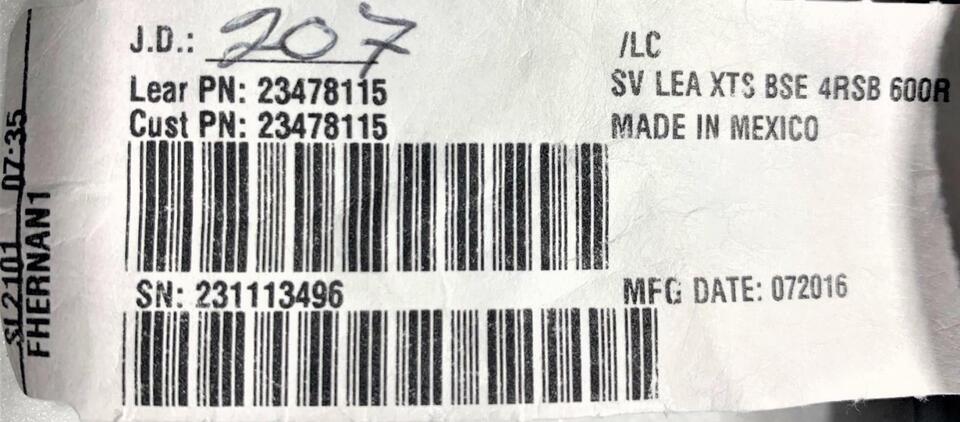 J.D.: 207
Lear PN: 23478115
Cust PN: 23478115
/LC
SV LEA XTS BSE 4RSB 600R
MADE IN MEXICO
SN: 231113496
MFG DATE: 072016
SL2101 07:35
FHERNAN1